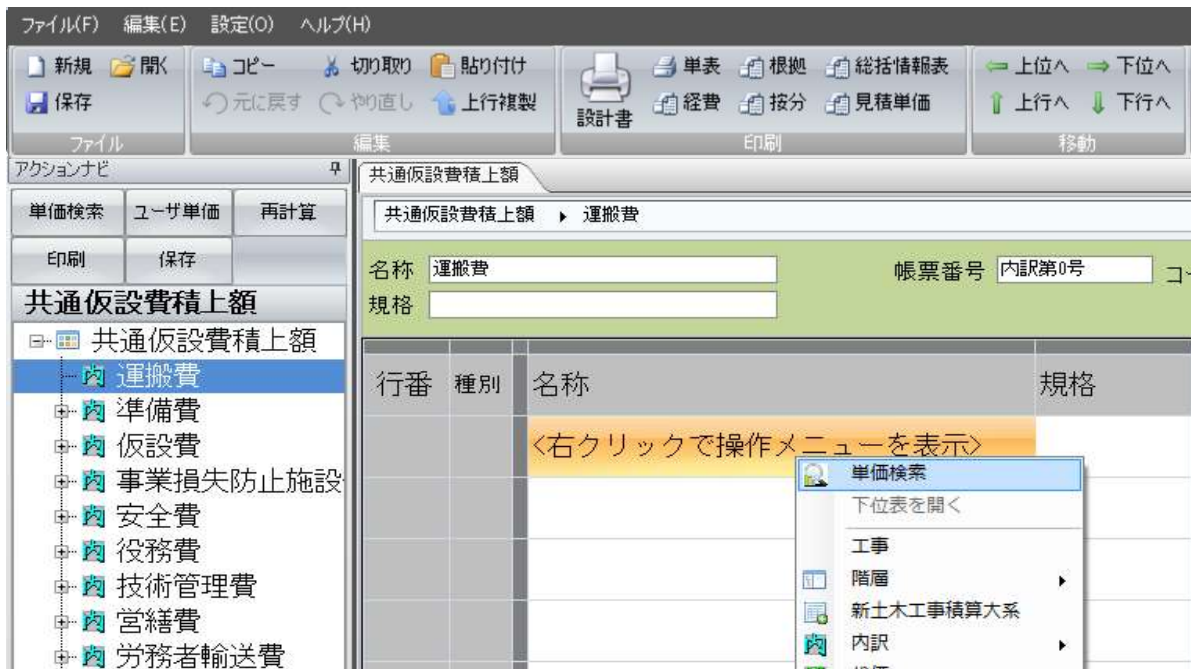 ファイル(F) 編集(E) 設定(O) ヘルプ(H)
新規 開く コピー 切り取り 貼り付け 設計書 単表 根拠 総括情報表 上位へ 下位へ
保存 元に戻す やり直し 上行複製 経費 按分 見積単価 上行へ 下行へ
ファイル 編集 印刷 移動
アクションナビ
単価検索 ユーザ単価 再計算
印刷 保存
共通仮設費積上額
共通仮設費積上額
運搬費
準備費
仮設費
事業損失防止施設
安全費
役務費
技術管理費
営繕費
労務者輸送費
共通仮設費積上額
共通仮設費積上額 ▸ 運搬費
名称 運搬費 帳票番号 内訳第0号
規格
行番 種別 名称 規格
<右クリックで操作メニューを表示>
単価検索
下位表を開く
工事
階層
新土木工事積算大系
内訳